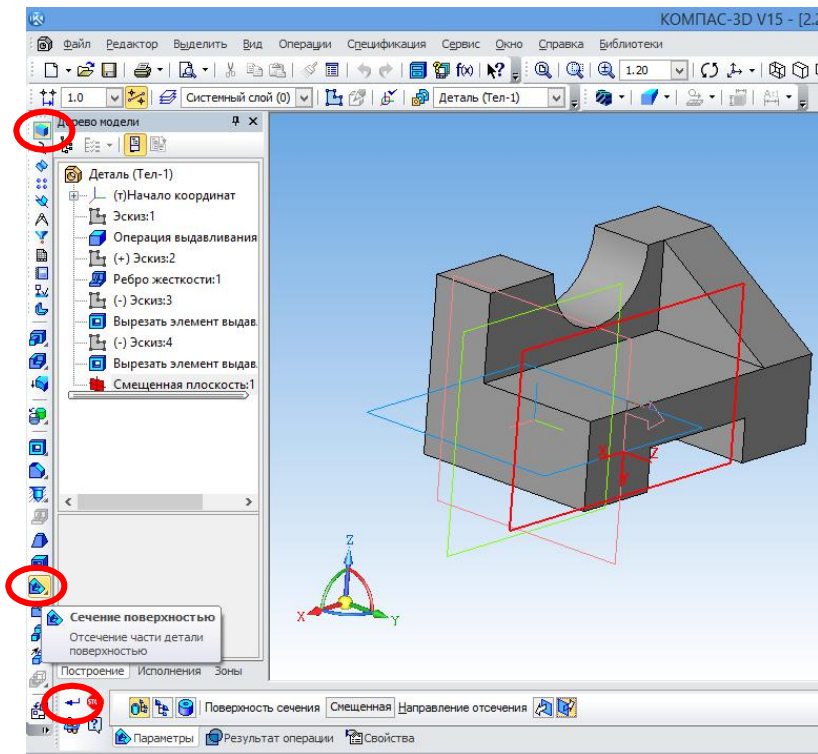 КОМПАС-3D V15 - [2.2
Файл Редактор Выделить Вид Операции Спецификация Сервис Окно Справка Библиотеки
f(x) 1.20
1.0 Системный слой (0) Деталь (Тел-1)
Дерево модели
Деталь (Тел-1)
(т)Начало координат
Эскиз:1
Операция выдавливания
(+) Эскиз:2
Ребро жесткости:1
(-) Эскиз:3
Вырезать элемент выдав.
(-) Эскиз:4
Вырезать элемент выдав.
Смещенная плоскость:1
X Z Y
Z
X Y
Сечение поверхностью
Отсечение части детали
поверхностью
Построение Исполнения Зоны
STOP Поверхность сечения Смещенная Направление отсечения
Параметры Результат операции Свойства